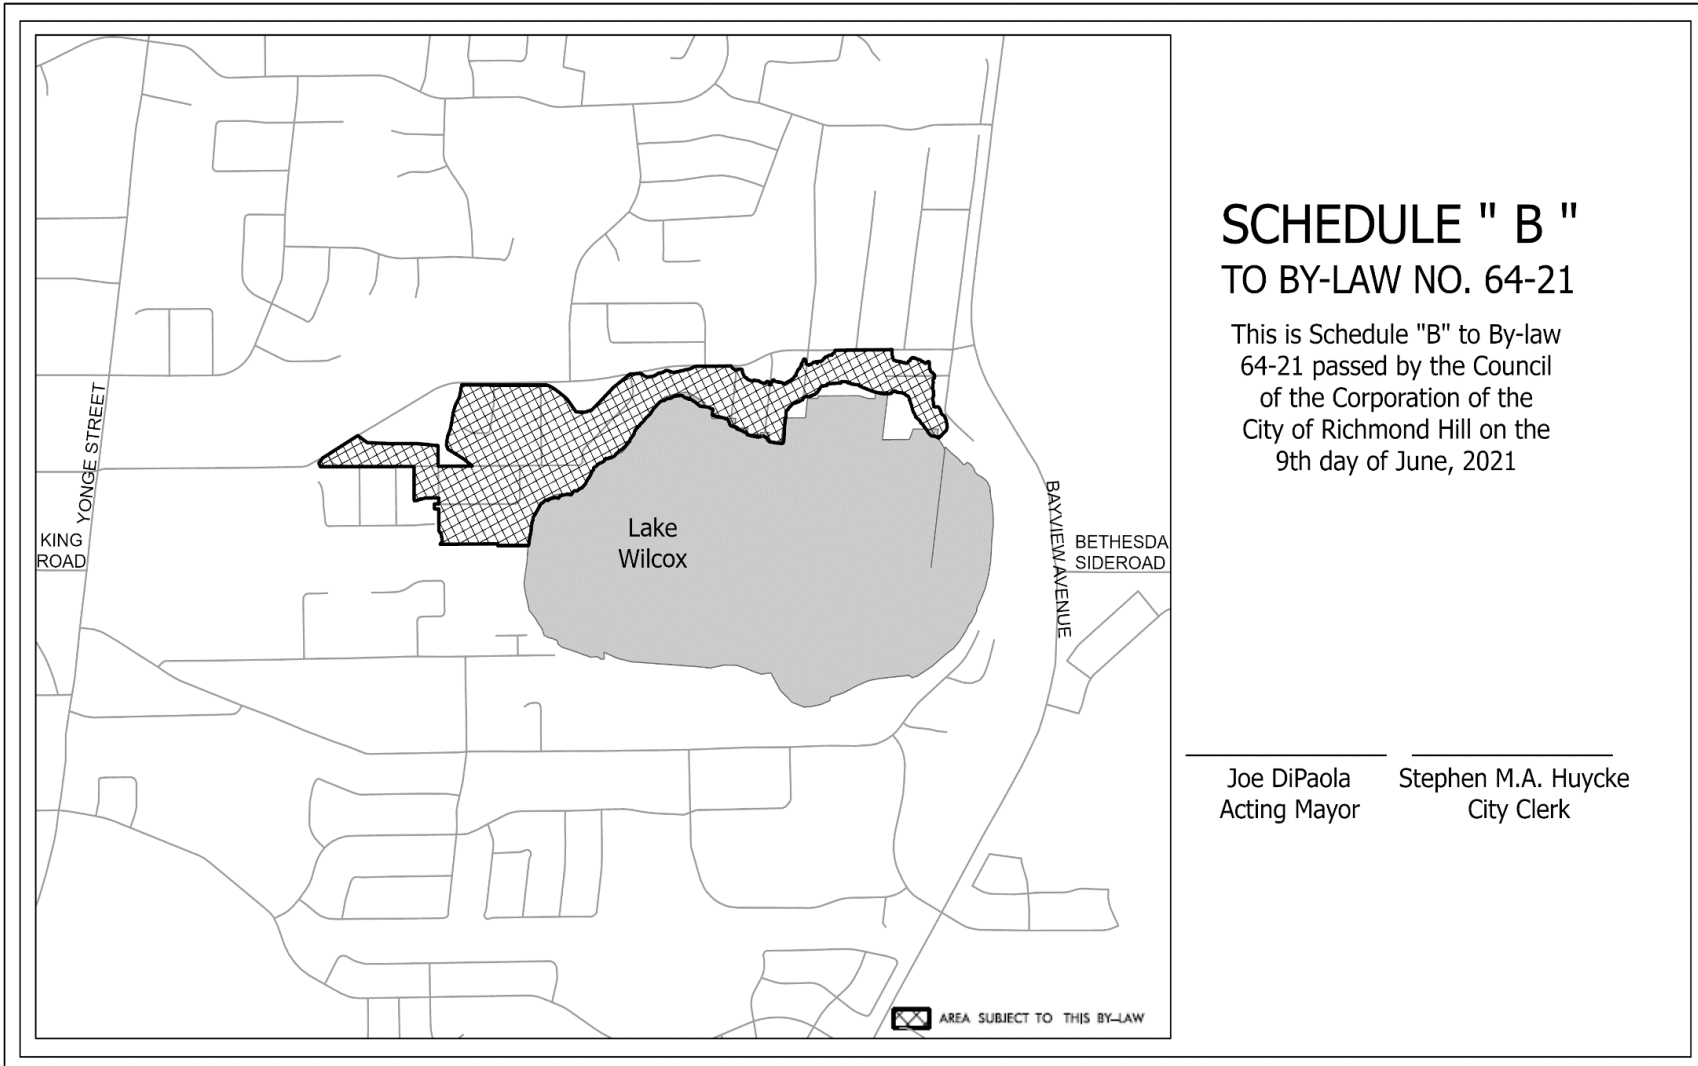 SCHEDULE " B "
TO BY-LAW NO. 64-21
This is Schedule "B" to By-law
64-21 passed by the Council
of the Corporation of the
City of Richmond Hill on the
9th day of June, 2021
YONGE STREET
KING
ROAD
Lake
Wilcox
BAYVIEW AVENUE
BETHESDA
SIDEROAD
Joe DiPaola
Acting Mayor
Stephen M.A. Huycke
City Clerk
AREA SUBJECT TO THIS BY-LAW